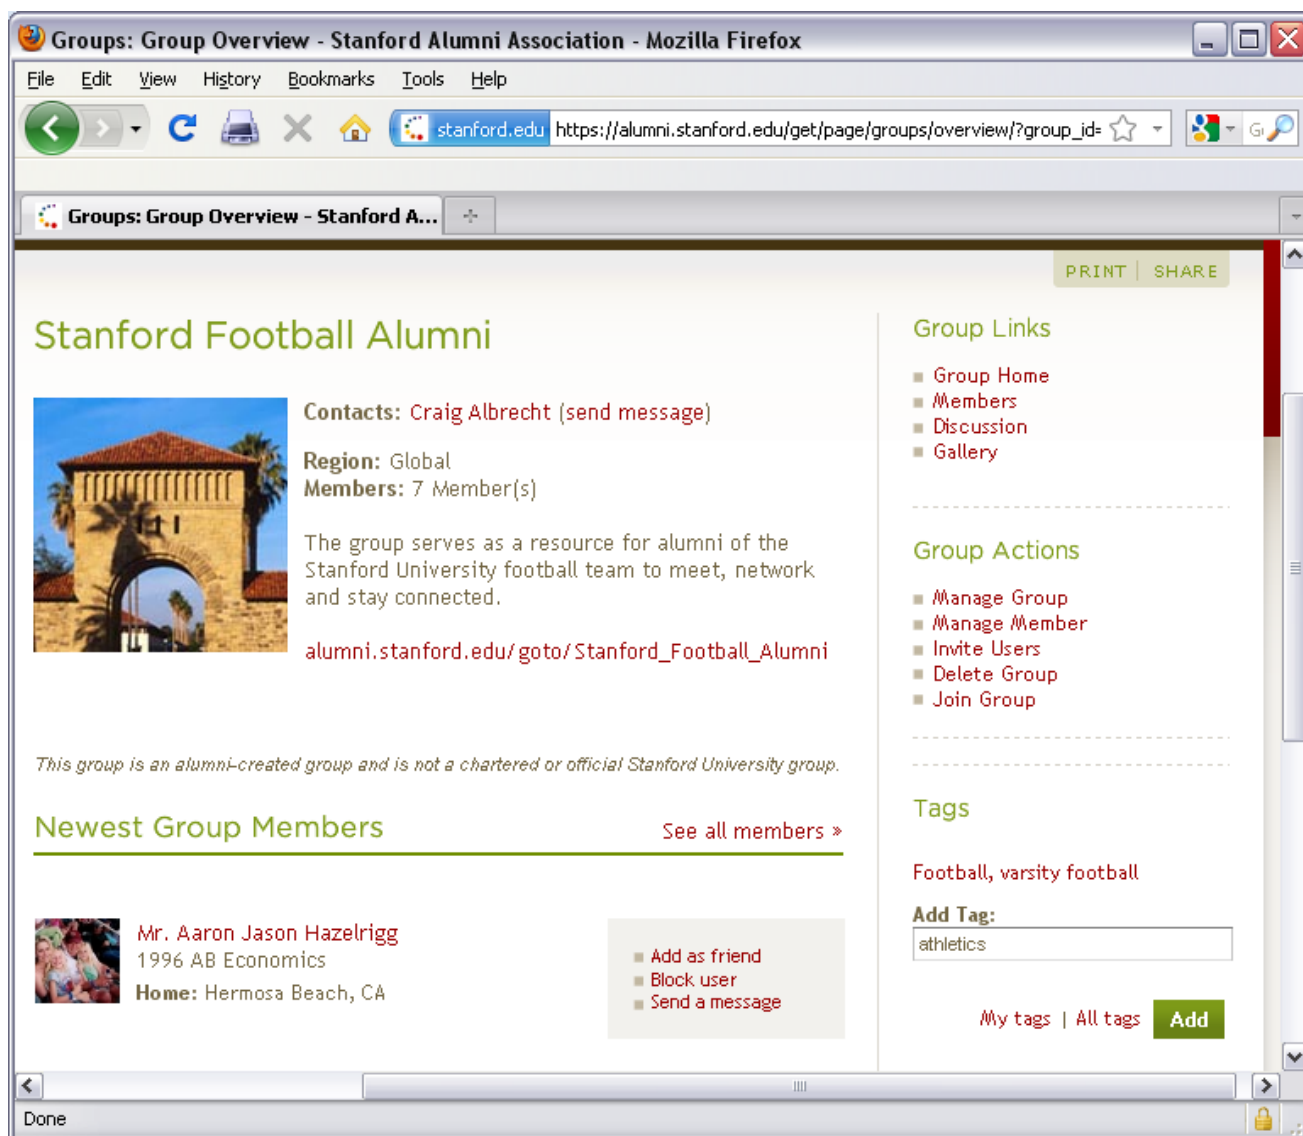 Groups: Group Overview - Stanford Alumni Association - Mozilla Firefox
File Edit View History Bookmarks Tools Help
stanford.edu https://alumni.stanford.edu/get/page/groups/overview/?group_id=
Groups: Group Overview - Stanford A...
PRINT | SHARE
Stanford Football Alumni
Contacts: Craig Albrecht (send message)
Region: Global
Members: 7 Member(s)
The group serves as a resource for alumni of the
Stanford University football team to meet, network
and stay connected.
alumni.stanford.edu/goto/Stanford_Football_Alumni
This group is an alumni-created group and is not a chartered or official Stanford University group.
Newest Group Members
See all members »
Mr. Aaron Jason Hazelrigg
1996 AB Economics
Home: Hermosa Beach, CA
Add as friend
Block user
Send a message
Group Links
Group Home
Members
Discussion
Gallery
Group Actions
Manage Group
Manage Member
Invite Users
Delete Group
Join Group
Tags
Football, varsity football
Add Tag:
athletics
My tags | All tags Add
Done